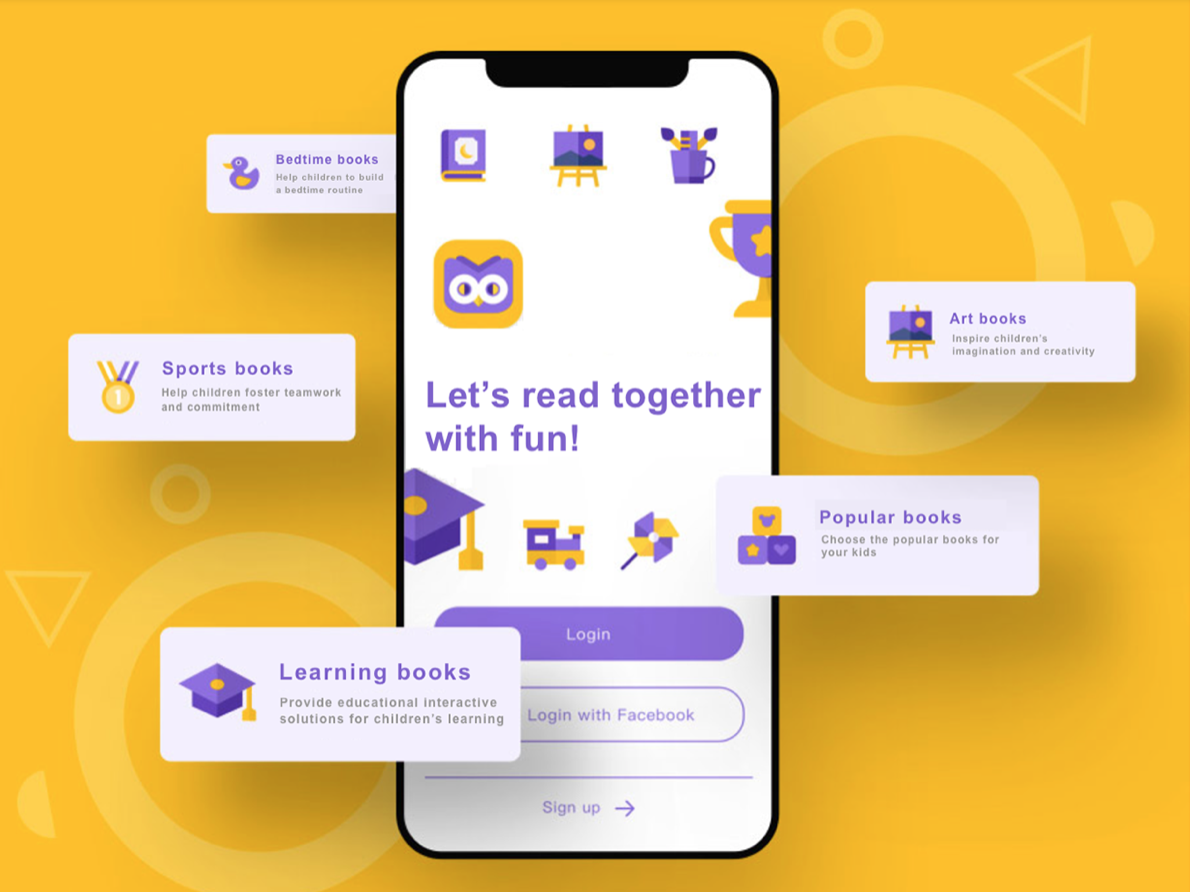 Bedtime books
Help children to build
a bedtime routine
Sports books
Help children foster teamwork
and commitment
1
Art books
Inspire children's
imagination and creativity
Let's read together
with fun!
Popular books
Choose the popular books for
your kids
Learning books
Provide educational interactive
solutions for children's learning
Login
Login with Facebook
Sign up →